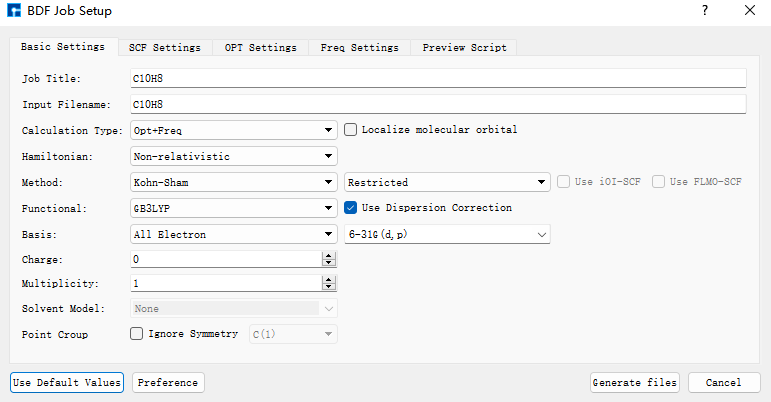 BDF Job Setup
?
Basic Settings SCF Settings OPT Settings Freq Settings Preview Script
Job Title: C10H8
Input Filename: C10H8
Calculation Type: Opt+Freq Localize molecular orbital
Hamiltonian: Non-relativistic
Method: Kohn-Sham Restricted Use iOI-SCF Use FLMO-SCF
Functional: GB3LYP Use Dispersion Correction
Basis: All Electron 6-31G(d,p)
Charge: 0
Multiplicity: 1
Solvent Model: None
Point Croup Ignore Symmetry C(1)
Use Default Values Preference Generate files Cancel